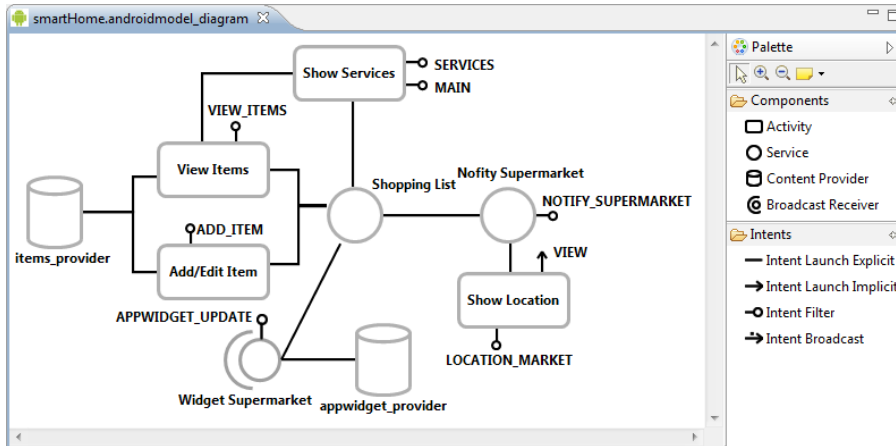 smartHome.androidmodel_diagram
Show Services
SERVICES
MAIN
VIEW_ITEMS
View Items
Shopping List
Nofity Supermarket
NOTIFY_SUPERMARKET
ADD_ITEM
items_provider
Add/Edit Item
VIEW
Show Location
APPWIDGET_UPDATE
LOCATION_MARKET
Widget Supermarket
appwidget_provider
Palette
Components
Activity
Service
Content Provider
Broadcast Receiver
Intents
Intent Launch Explicit
Intent Launch Implicit
Intent Filter
Intent Broadcast